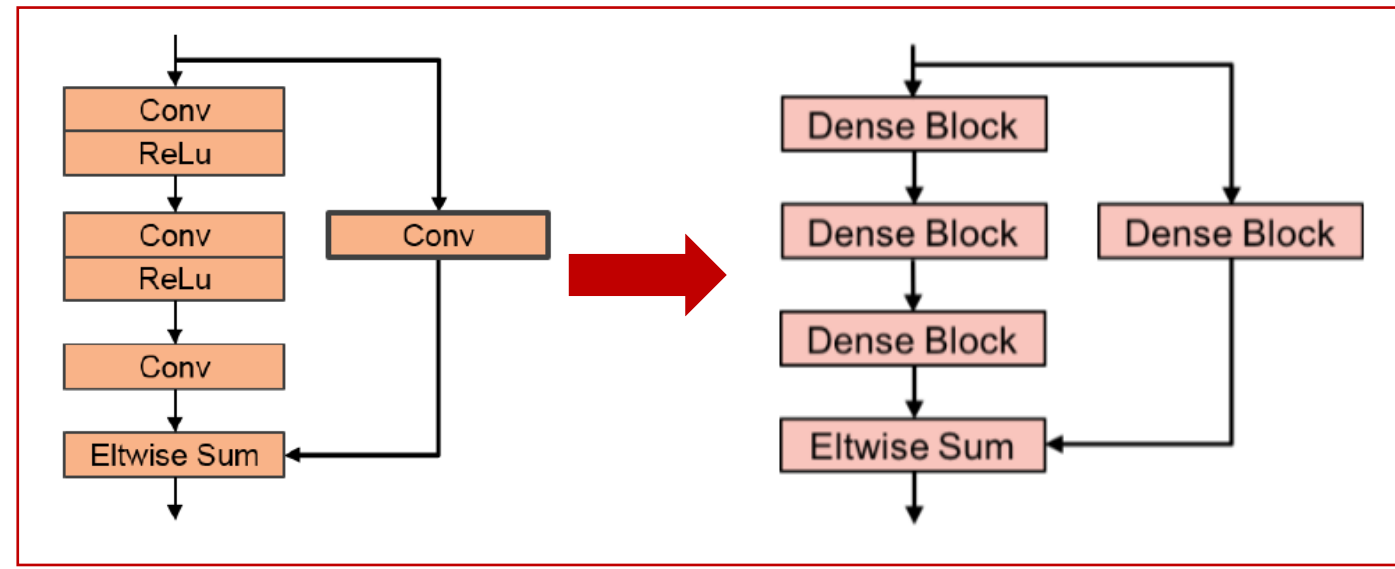 Conv
ReLu
Conv
ReLu
Conv
Eltwise Sum
Conv
Dense Block
Dense Block
Dense Block
Eltwise Sum
Dense Block